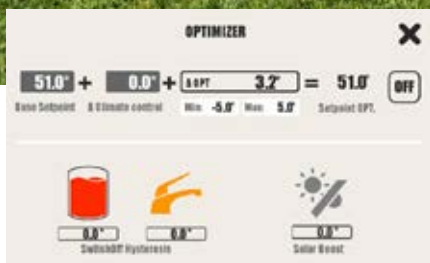 OPTIMIZER
51.0° + 0.0° + Δ OPT 3.2° = 51.0° OFF
Base Setpoint Δ Climate control Min -5.0° Max 5.0° Setpoint OPT.
0.0° 0.0° 0.0°
SwitchOff Hysteresis Solar Boost